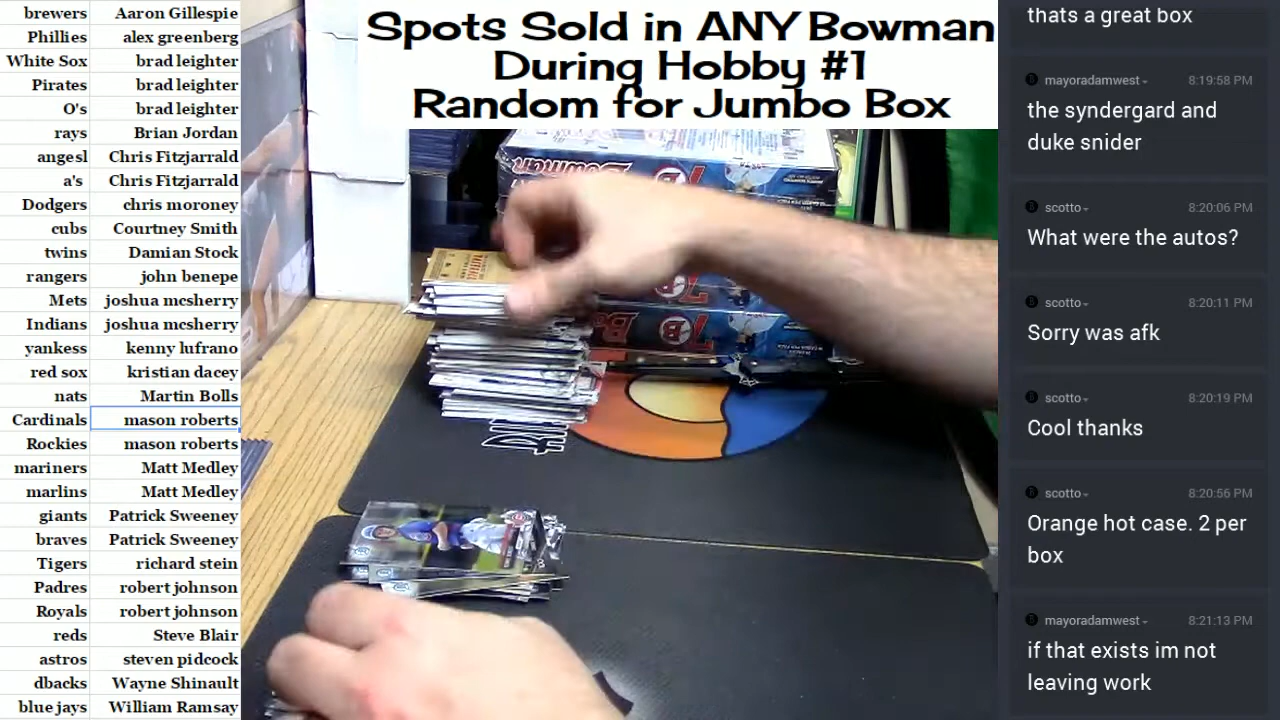 brewers Aaron Gillespie
Phillies alex greenberg
White Sox brad leighter
Pirates brad leighter
O's brad leighter
rays Brian Jordan
angesl Chris Fitzjarrald
a's Chris Fitzjarrald
Dodgers chris moroney
cubs Courtney Smith
twins Damian Stock
rangers john benepe
Mets joshua mcsherry
Indians joshua mcsherry
yankess kenny lufrano
red sox kristian dacey
nats Martin Bolls
Cardinals mason roberts
Rockies mason roberts
mariners Matt Medley
marlins Matt Medley
giants Patrick Sweeney
braves Patrick Sweeney
Tigers richard stein
Padres robert johnson
Royals robert johnson
reds Steve Blair
astros steven pidcock
dbacks Wayne Shinault
blue jays William Ramsay
Spots Sold in ANY Bowman
During Hobby #1
Random for Jumbo Box
Bowman
thats a great box
mayoradamwest 8:19:58 PM
the syndergard and
duke snider
scotto 8:20:06 PM
What were the autos?
scotto 8:20:11 PM
Sorry was afk
scotto 8:20:19 PM
Cool thanks
scotto 8:20:56 PM
Orange hot case. 2 per
box
mayoradamwest 8:21:13 PM
if that exists im not
leaving work